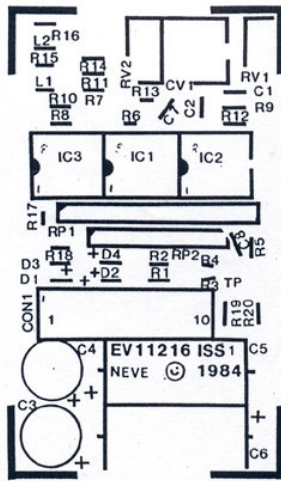 R16
L2
R15
R14
L1
R11
R10
R7
R8
RV2
R13
CV1
RV1
C1
C2
R9
R6
R12
IC3
IC1
IC2
R17
RP1
R5
R18
D4
R2
RP2
R4
D3
D2
R1
D1
R3
TP
CON1
1
10
R19
R20
C4
EV11216 ISS1
C5
NEVE
1984
C3
C6